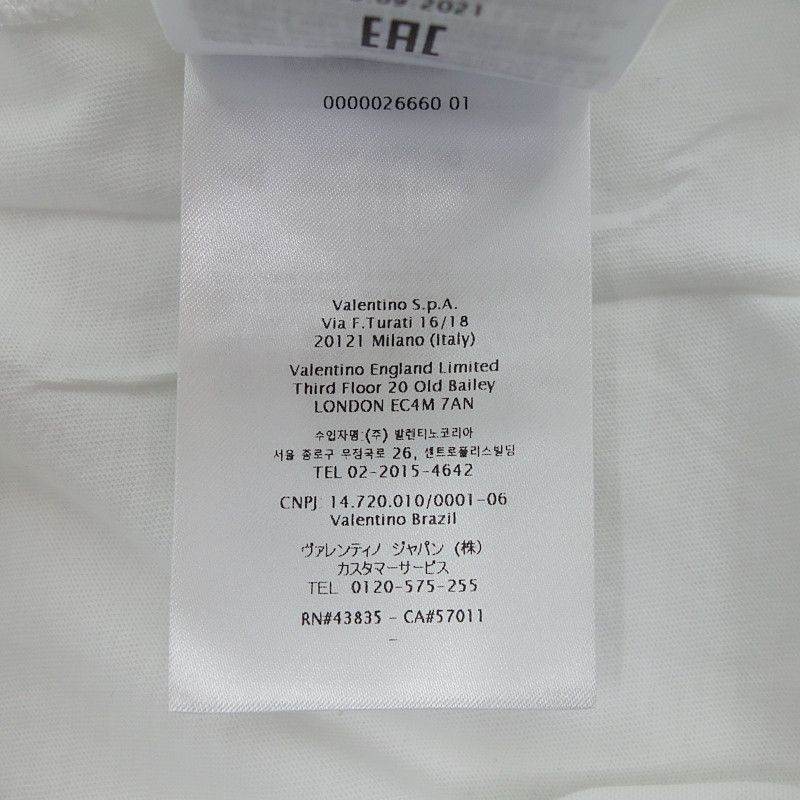 09.2021
EAC
0000026660 01
Valentino S.p.A.
Via F.Turati 16/18
20121 Milano (Italy)
Valentino England Limited
Third Floor 20 Old Bailey
LONDON EC4M 7AN
수입자명:(주) 발렌티노코리아
서울 종로구 우정국로 26, 센트로폴리스빌딩
TEL 02-2015-4642
CNPJ: 14.720.010/0001-06
Valentino Brazil
ヴァレンティノ ジャパン (株)
カスタマーサービス
TEL 0120-575-255
RN#43835 - CA#57011
-